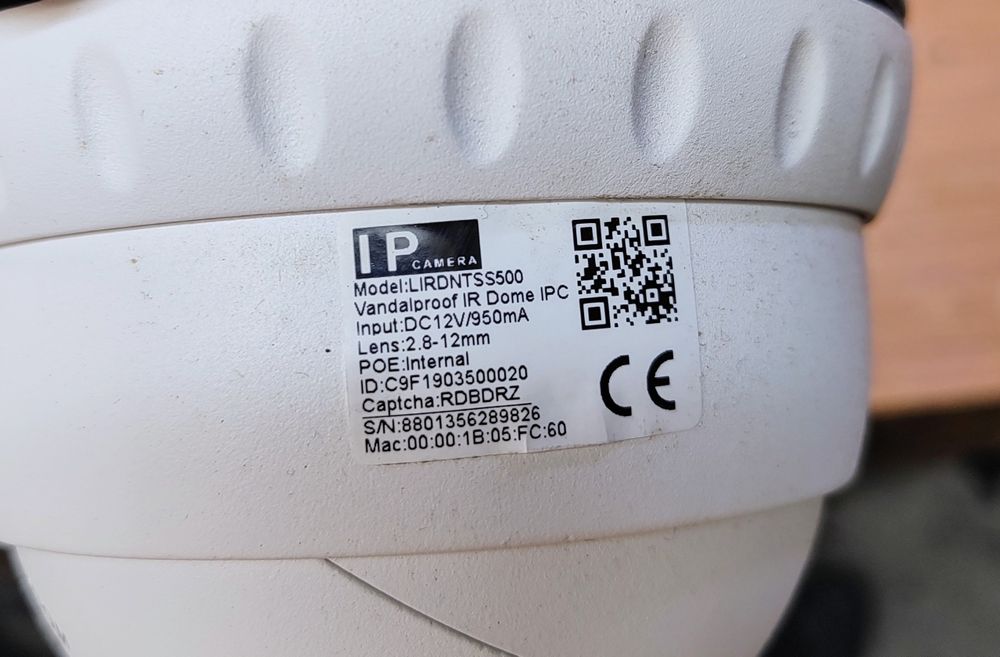 IP CAMERA
Model:LIRDNTSS500
Vandalproof IR Dome IPC
Input:DC12V/950mA
Lens:2.8-12mm
POE:Internal
ID:C9F1903500020
Captcha:RDBDRZ
S/N:8801356289826
Mac:00:00:1B:05:FC:60
CE